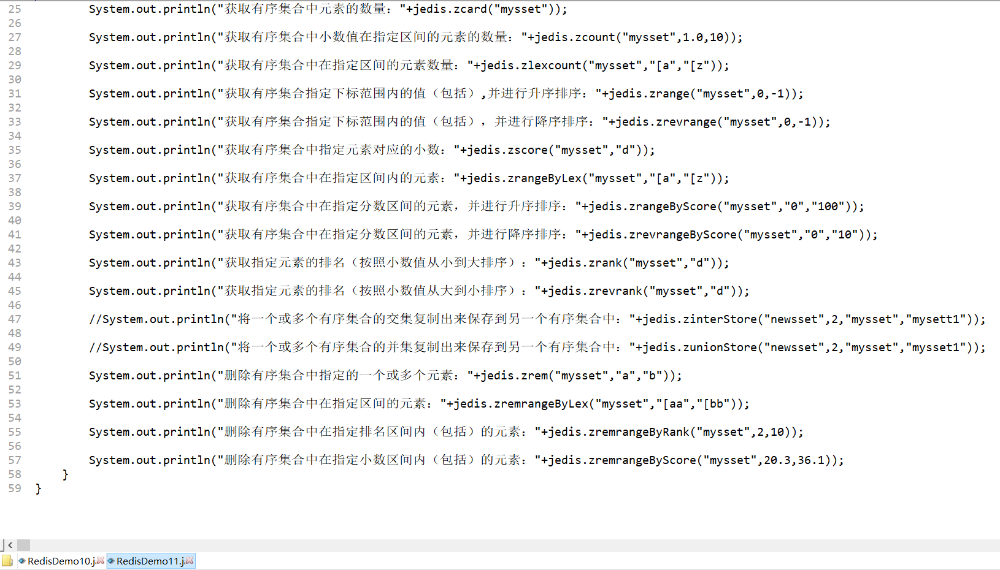 25 System.out.println("获取有序集合中元素的数量："+jedis.zcard("mysset"));
26
27 System.out.println("获取有序集合中小数值在指定区间的元素的数量："+jedis.zcount("mysset",1.0,10));
28
29 System.out.println("获取有序集合中在指定区间的元素数量："+jedis.zlexcount("mysset","[a","[z"));
30
31 System.out.println("获取有序集合指定下标范围内的值（包括）,并进行升序排序："+jedis.zrange("mysset",0,-1));
32
33 System.out.println("获取有序集合指定下标范围内的值（包括），并进行降序排序："+jedis.zrevrange("mysset",0,-1));
34
35 System.out.println("获取有序集合中指定元素对应的小数："+jedis.zscore("mysset","d"));
36
37 System.out.println("获取有序集合中在指定区间内的元素："+jedis.zrangeByLex("mysset","[a","[z"));
38
39 System.out.println("获取有序集合中在指定分数区间的元素，并进行升序排序："+jedis.zrangeByScore("mysset","0","100"));
40
41 System.out.println("获取有序集合中在指定分数区间的元素，并进行降序排序："+jedis.zrevrangeByScore("mysset","0","10"));
42
43 System.out.println("获取指定元素的排名（按照小数值从小到大排序）："+jedis.zrank("mysset","d"));
44
45 System.out.println("获取指定元素的排名（按照小数值从大到小排序）："+jedis.zrevrank("mysset","d"));
46
47 //System.out.println("将一个或多个有序集合的交集复制出来保存到另一个有序集合中："+jedis.zinterStore("newsset",2,"mysset","mysett1"));
48
49 //System.out.println("将一个或多个有序集合的并集复制出来保存到另一个有序集合中："+jedis.zunionStore("newsset",2,"mysset","mysset1"));
50
51 System.out.println("删除有序集合中指定的一个或多个元素："+jedis.zrem("mysset","a","b"));
52
53 System.out.println("删除有序集合中在指定区间的元素："+jedis.zremrangeByLex("mysset","[aa","[bb"));
54
55 System.out.println("删除有序集合中在指定排名区间内（包括）的元素："+jedis.zremrangeByRank("mysset",2,10));
56
57 System.out.println("删除有序集合中在指定小数区间内（包括）的元素："+jedis.zremrangeByScore("mysset",20.3,36.1));
58 }
59 }
RedisDemo10.j RedisDemo11.j